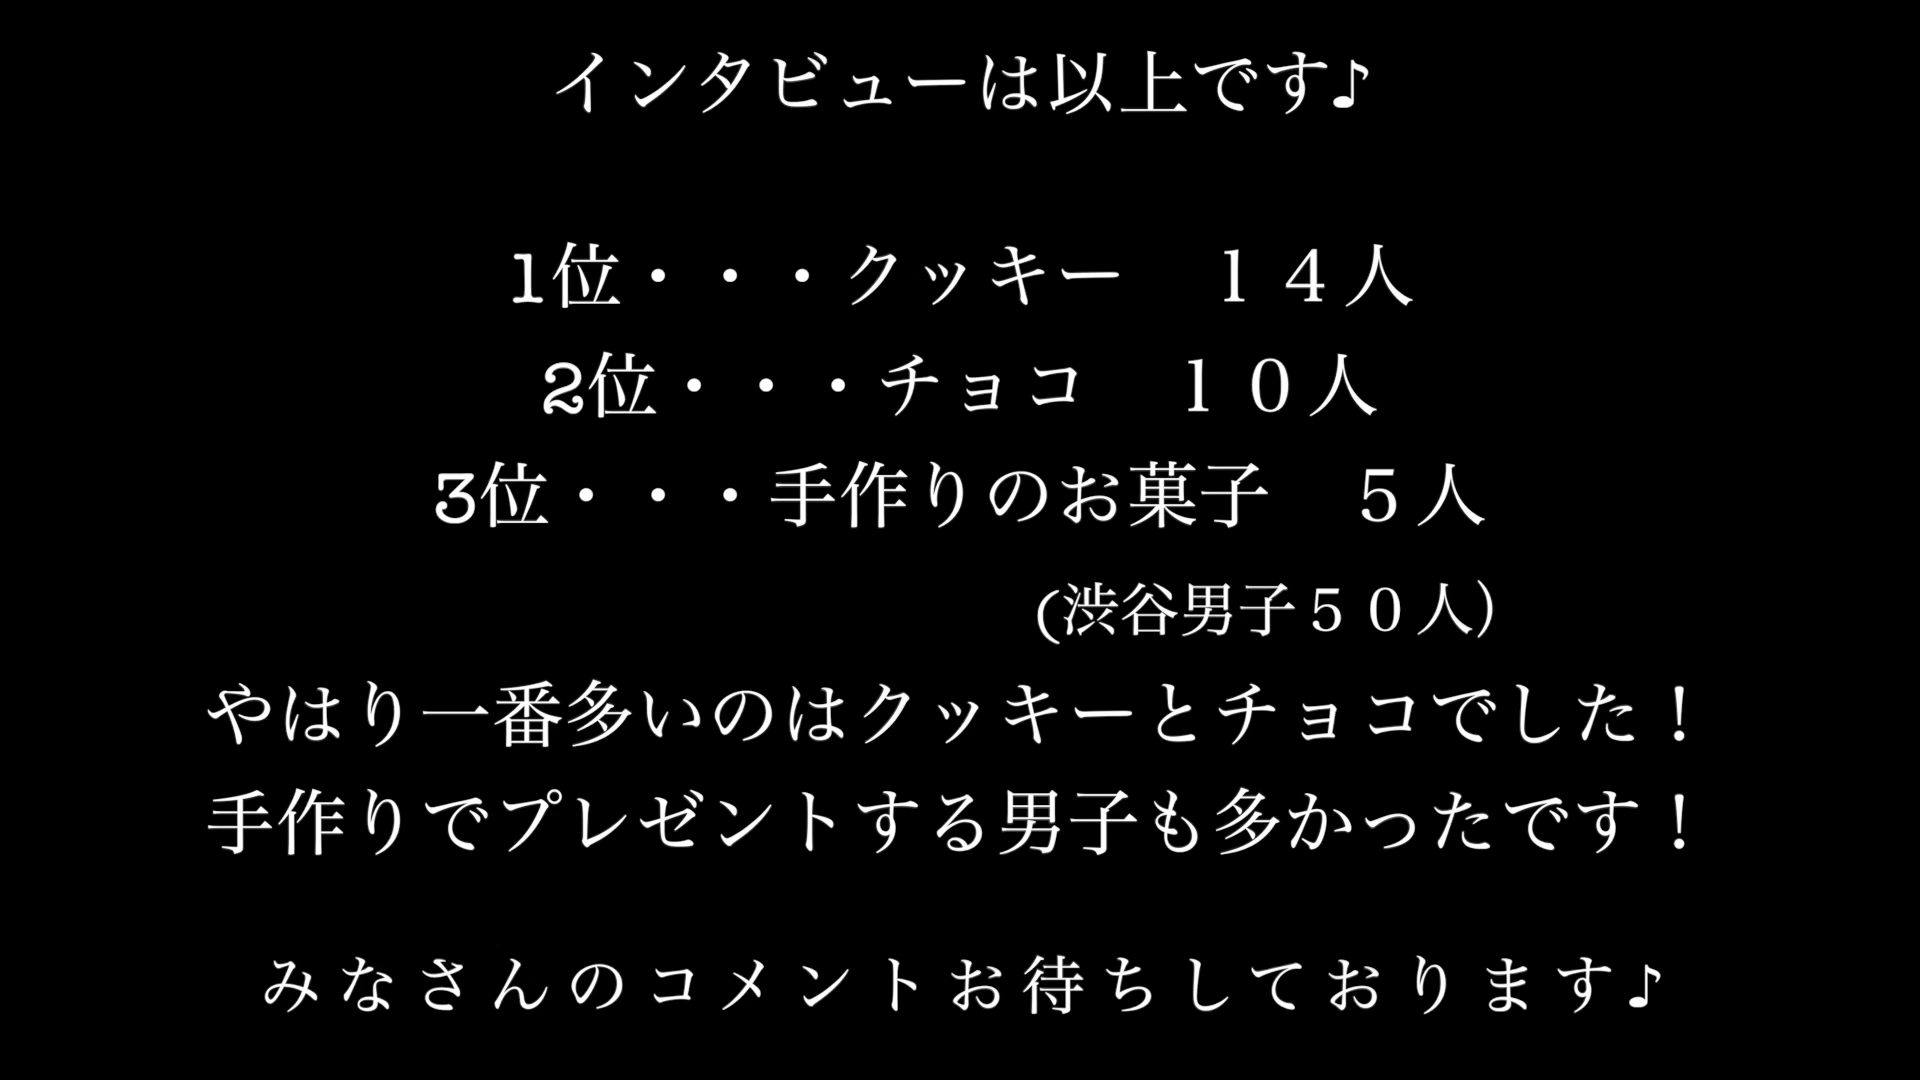 インタビューは以上です♪
1位・・・クッキー　１４人
2位・・・チョコ　１０人
3位・・・手作りのお菓子　５人
(渋谷男子５０人)
やはり一番多いのはクッキーとチョコでした！
手作りでプレゼントする男子も多かったです！
みなさんのコメントお待ちしております♪